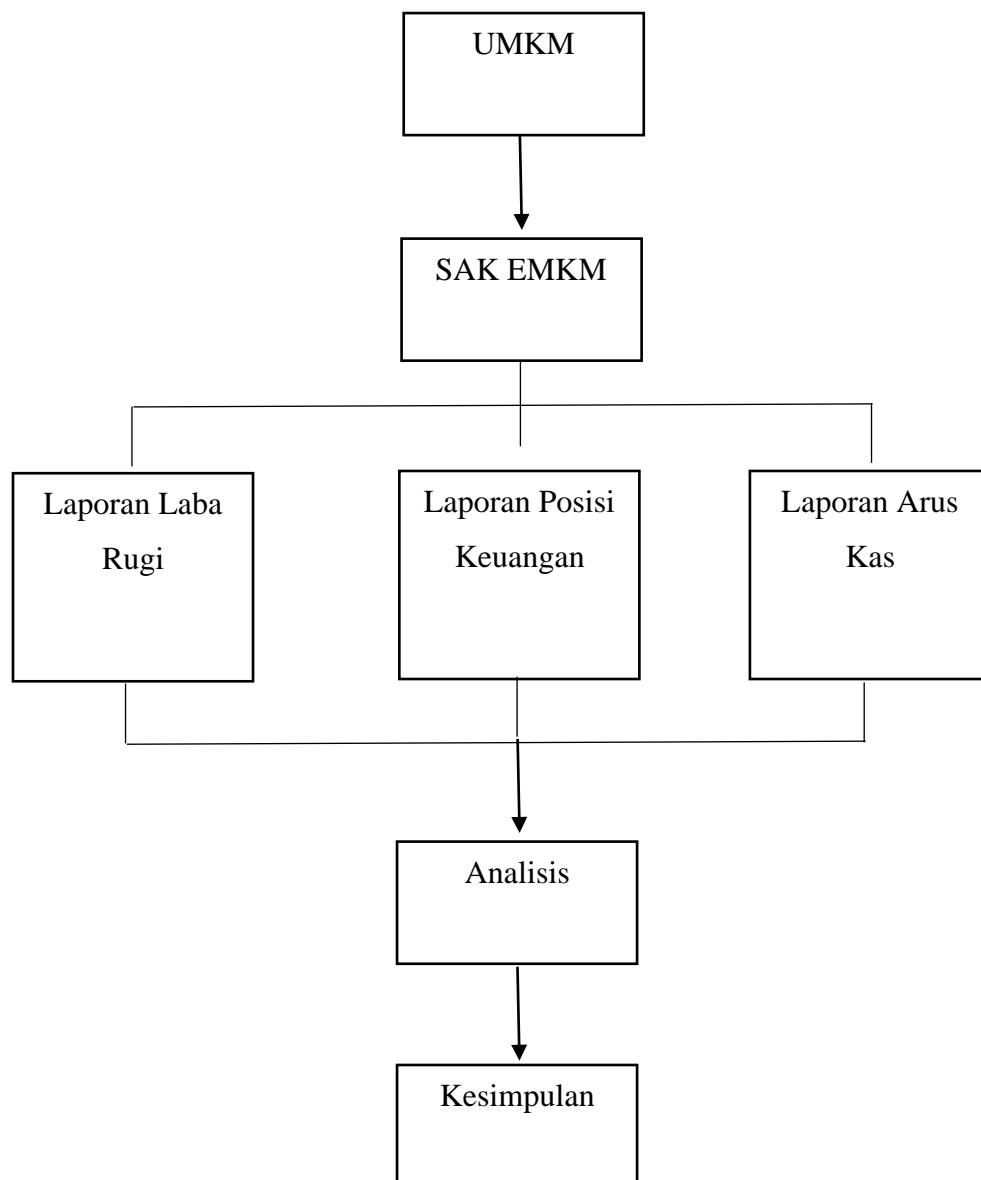 UMKM
SAK EMKM
Laporan Laba
Rugi
Laporan Posisi
Keuangan
Laporan Arus
Kas
Analisis
Kesimpulan